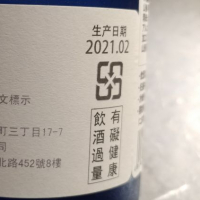 生产日期
2021.02
文標示
町三丁目17-7
司
北路452號8樓
飲酒過量
有礙健康